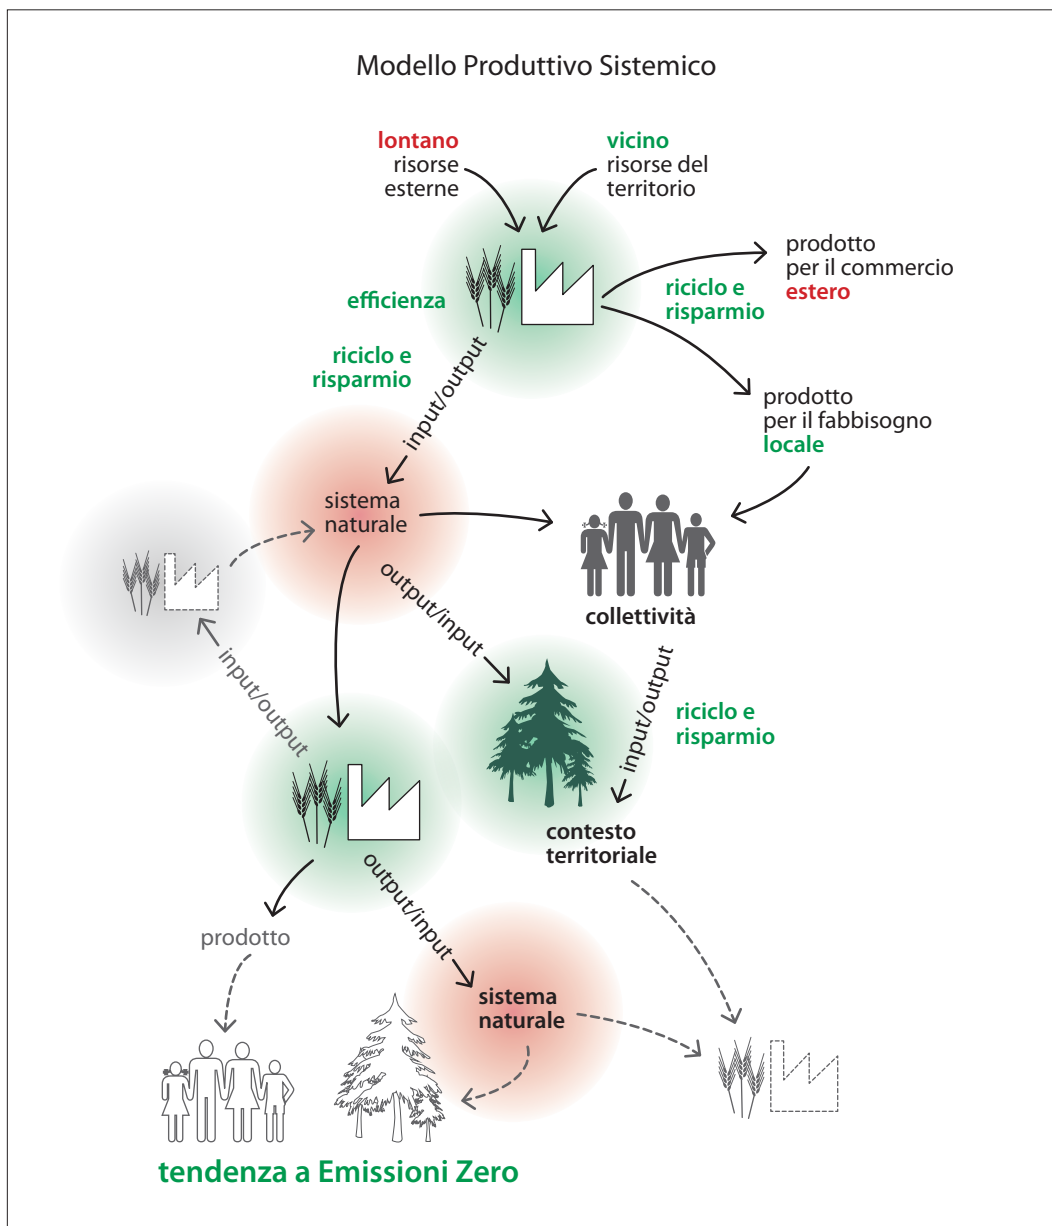 Modello Produttivo Sistemico
lontano
risorse
esterne
vicino
risorse del
territorio
prodotto
per il commercio
estero
efficienza
riciclo e
risparmio
riciclo e
risparmio
input/output
prodotto
per il fabbisogno
locale
sistema
naturale
output/input
collettività
input/output
input/output
riciclo e
risparmio
contesto
territoriale
output/input
prodotto
sistema
naturale
tendenza a Emissioni Zero